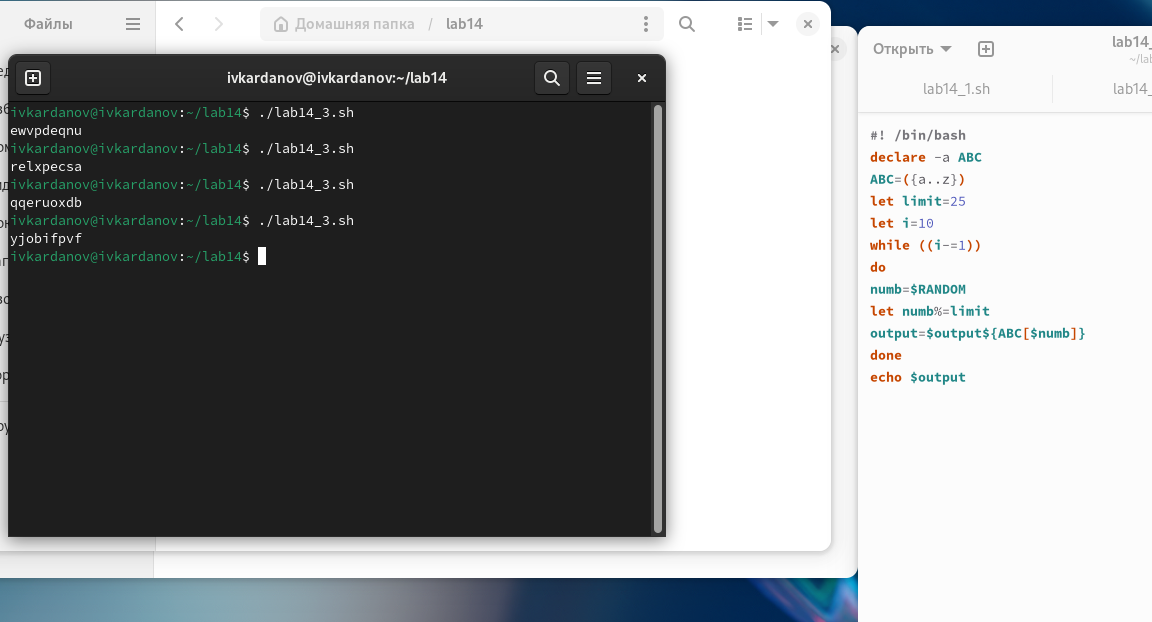 Файлы
Домашняя папка / lab14
ivkardanov@ivkardanov:~/lab14
ivkardanov@ivkardanov:~/lab14$ ./lab14_3.sh
ewvpdeqnu
ivkardanov@ivkardanov:~/lab14$ ./lab14_3.sh
relxpecsa
ivkardanov@ivkardanov:~/lab14$ ./lab14_3.sh
qqeruoxdb
ivkardanov@ivkardanov:~/lab14$ ./lab14_3.sh
yjobifpvf
ivkardanov@ivkardanov:~/lab14$
Открыть
lab14_
~/lab
lab14_1.sh
lab14_
#! /bin/bash
declare -a ABC
ABC=({a..z})
let limit=25
let i=10
while ((i-=1))
do
numb=$RANDOM
let numb%=limit
output=$output${ABC[$numb]}
done
echo $output